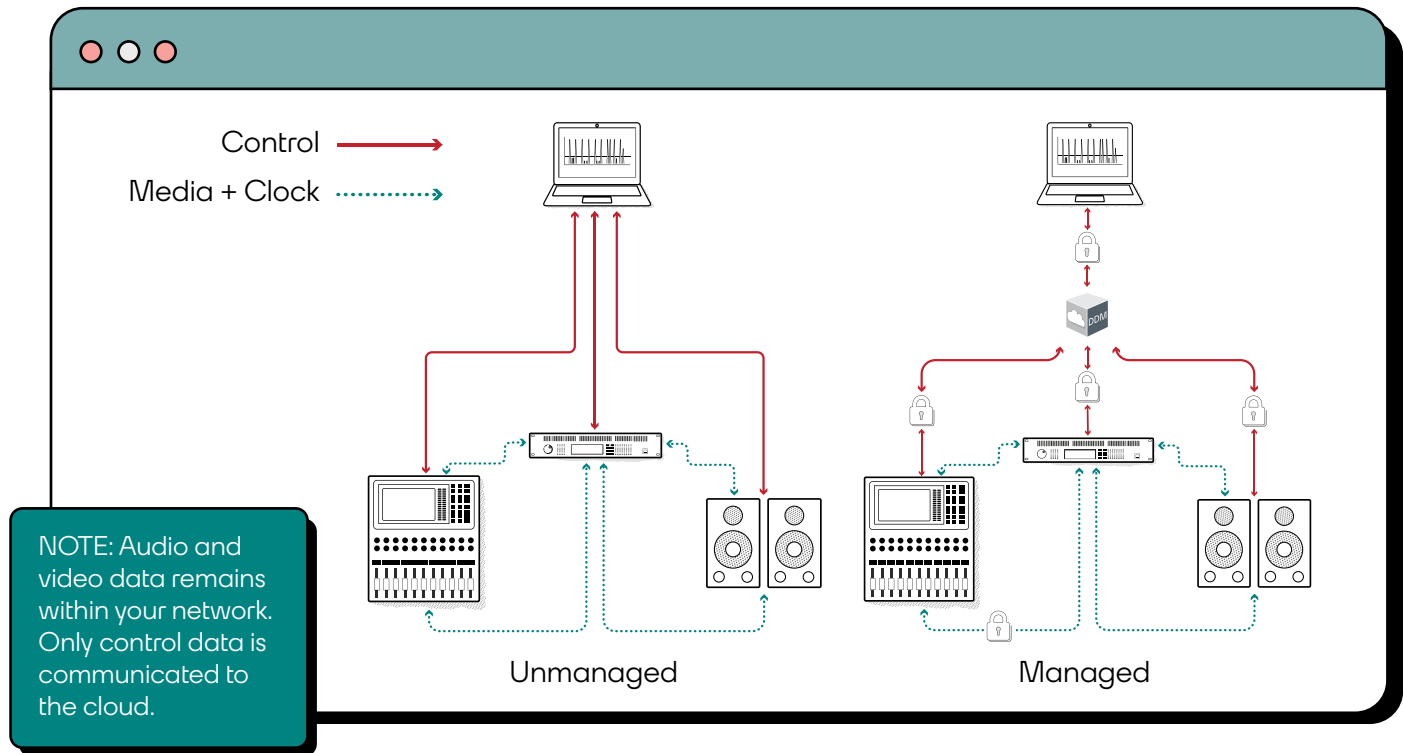 Control
Media + Clock
DDM
NOTE: Audio and
video data remains
within your network.
Only control data is
communicated to
the cloud.
Unmanaged
Managed